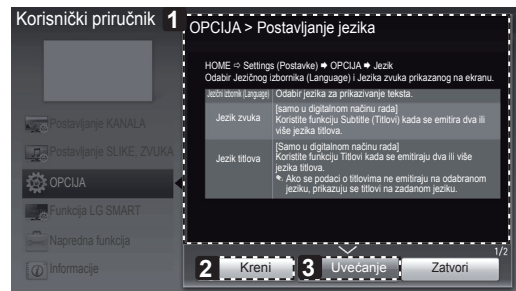 Korisnički priručnik
1
OPCIJA > Postavljanje jezika
HOME ⇨ Settings (Postavke) ➡ OPCIJA ➡ Jezik
Odabir Jezičnog izbornika (Language) i Jezika zvuka prikazanog na ekranu.
Jezični izbornik (Language)
Odabir jezika za prikazivanje teksta.
Jezik zvuka
[samo u digitalnom načinu rada]
Koristite funkciju Subtitle (Titlovi) kada se emitira dva ili
više jezika titlova.
Jezik titlova
[Samo u digitalnom načinu rada]
Koristite funkciju Titlovi kada se emitiraju dva ili više
jezika titlova.
Ako se podaci o titlovima ne emitiraju na odabranom
jeziku, prikazuju se titlovi na zadanom jeziku.
Postavljanje KANALA
Postavljanje SLIKE, ZVUKA
OPCIJA
Funkcija LG SMART
Napredna funkcija
Informacije
1/2
2 Kreni
3 Uvećanje
Zatvori